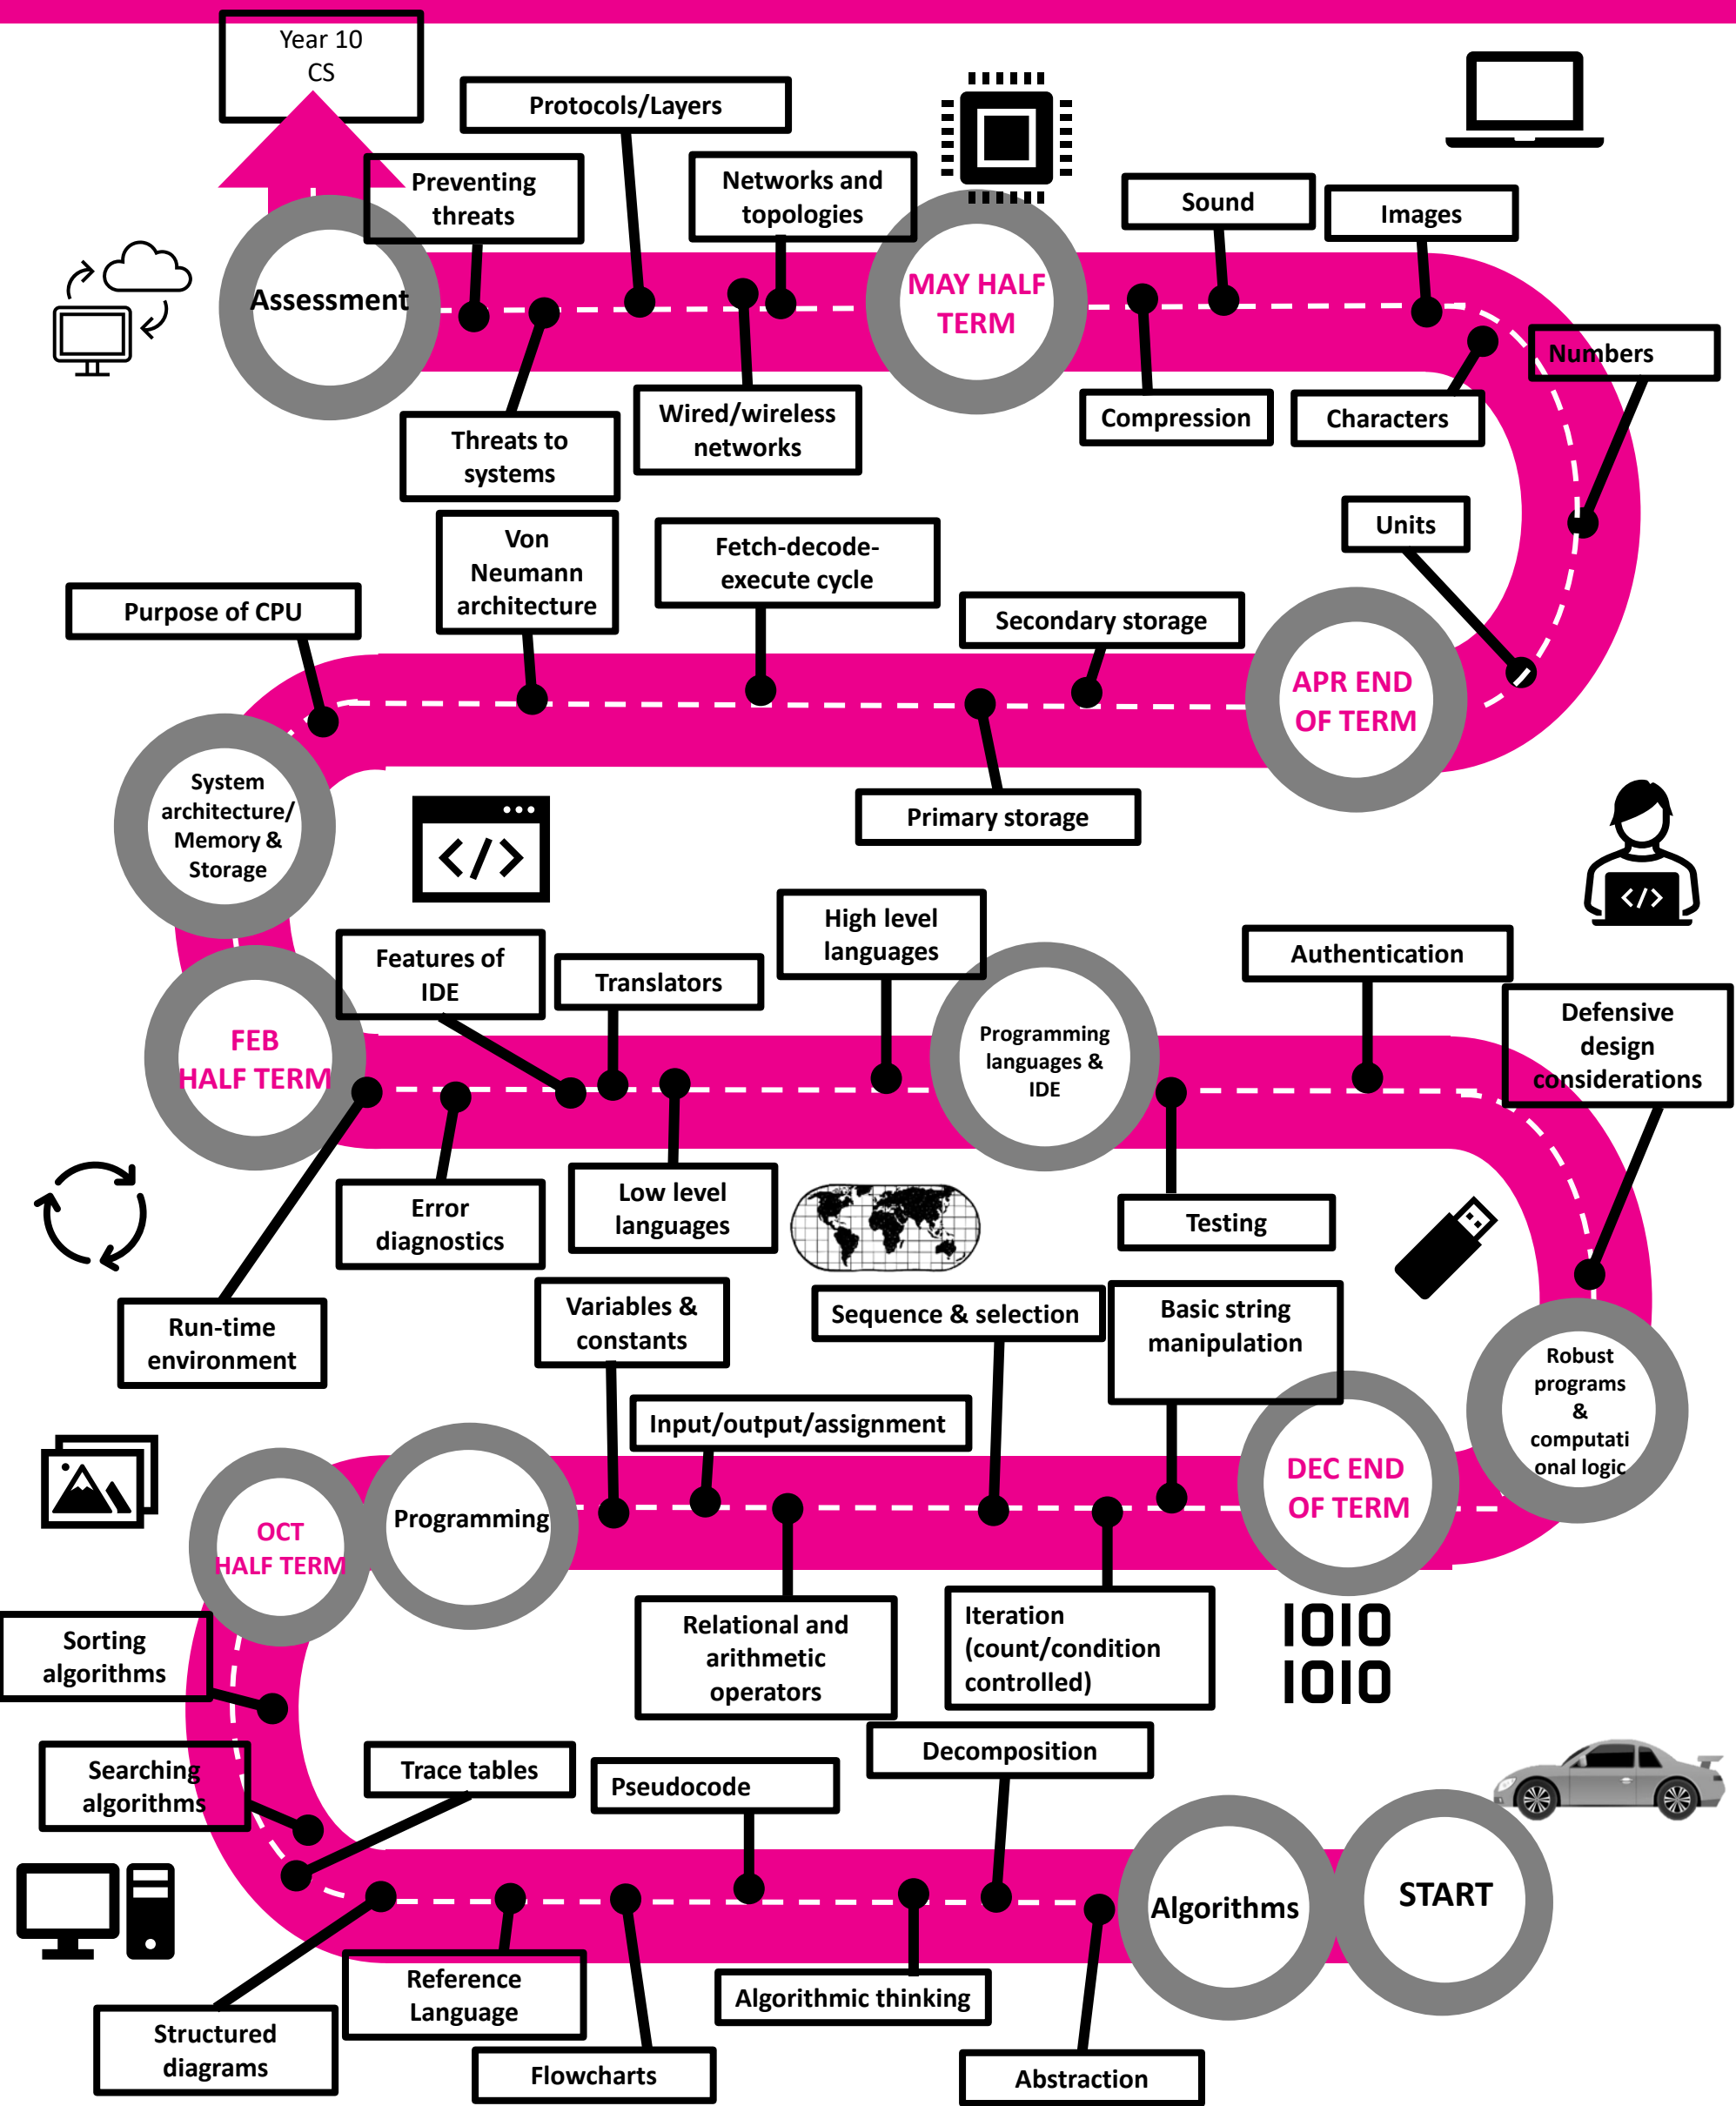 Year 10
CS
Protocols/Layers
Preventing
threats
Networks and
topologies
Sound
Images
Assessment
MAY HALF
TERM
Numbers
Threats to
systems
Wired/wireless
networks
Compression
Characters
Von
Neumann
architecture
Fetch-decode-
execute cycle
Units
Purpose of CPU
Secondary storage
APR END
OF TERM
System
architecture/
Memory &
Storage
Primary storage
</>
</>
High level
languages
Features of
IDE
Translators
Authentication
Defensive
design
considerations
FEB
HALF TERM
Programming
languages &
IDE
Error
diagnostics
Low level
languages
Testing
Run-time
environment
Variables &
constants
Sequence & selection
Basic string
manipulation
Robust
programs
&
computati
onal logic
Input/output/assignment
DEC END
OF TERM
Programming
OCT
HALF TERM
Relational and
arithmetic
operators
Iteration
(count/condition
controlled)
1010
1010
Sorting
algorithms
Searching
algorithms
Trace tables
Pseudocode
Decomposition
Algorithms
START
Reference
Language
Algorithmic thinking
Structured
diagrams
Flowcharts
Abstraction